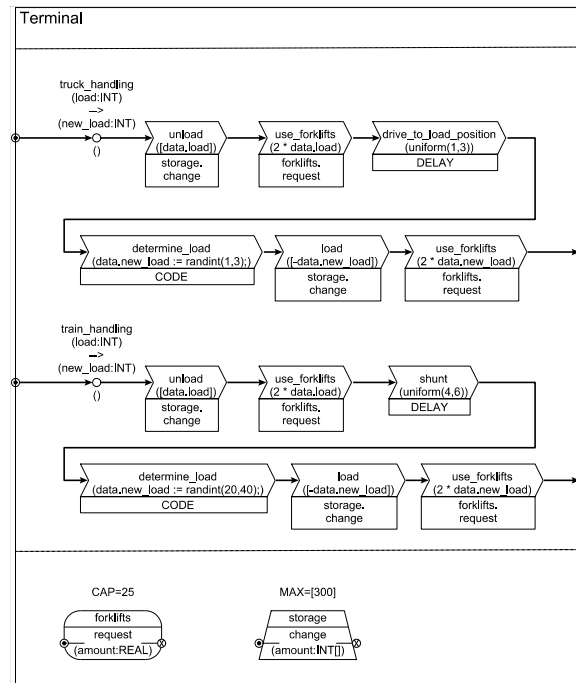 Terminal
truck_handling
(load:INT)
—>
(new_load:INT)
()
unload
([data.load])
storage.
change
use_forklifts
(2 * data.load)
forklifts.
request
drive_to_load_position
(uniform(1,3))
DELAY
determine_load
(data.new_load := randint(1,3);)
CODE
load
([-data.new_load])
storage.
change
use_forklifts
(2 * data.new_load)
forklifts.
request
train_handling
(load:INT)
—>
(new_load:INT)
()
unload
([data.load])
storage.
change
use_forklifts
(2 * data.load)
forklifts.
request
shunt
(uniform(4,6))
DELAY
determine_load
(data.new_load := randint(20,40);)
CODE
load
([-data.new_load])
storage.
change
use_forklifts
(2 * data.new_load)
forklifts.
request
CAP=25
forklifts
request
(amount:REAL)
MAX=[300]
storage
change
(amount:INT[])